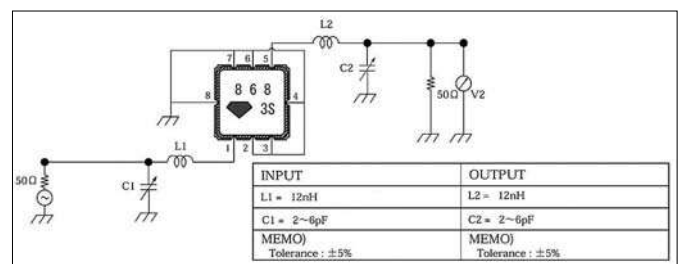 L2
7 6 5
C2
8 6 8
8
3S
4
50Ω
V2
L1
1 2 3
50Ω
C1
INPUT OUTPUT
L1 = 12nH L2 = 12nH
C1 = 2~6pF C2 = 2~6pF
MEMO) MEMO)
Tolerance : ±5% Tolerance : ±5%